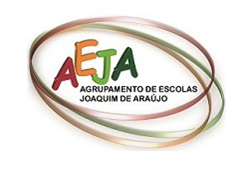 AEJA
AGRUPAMENTO DE ESCOLAS
JOAQUIM DE ARAÚJO